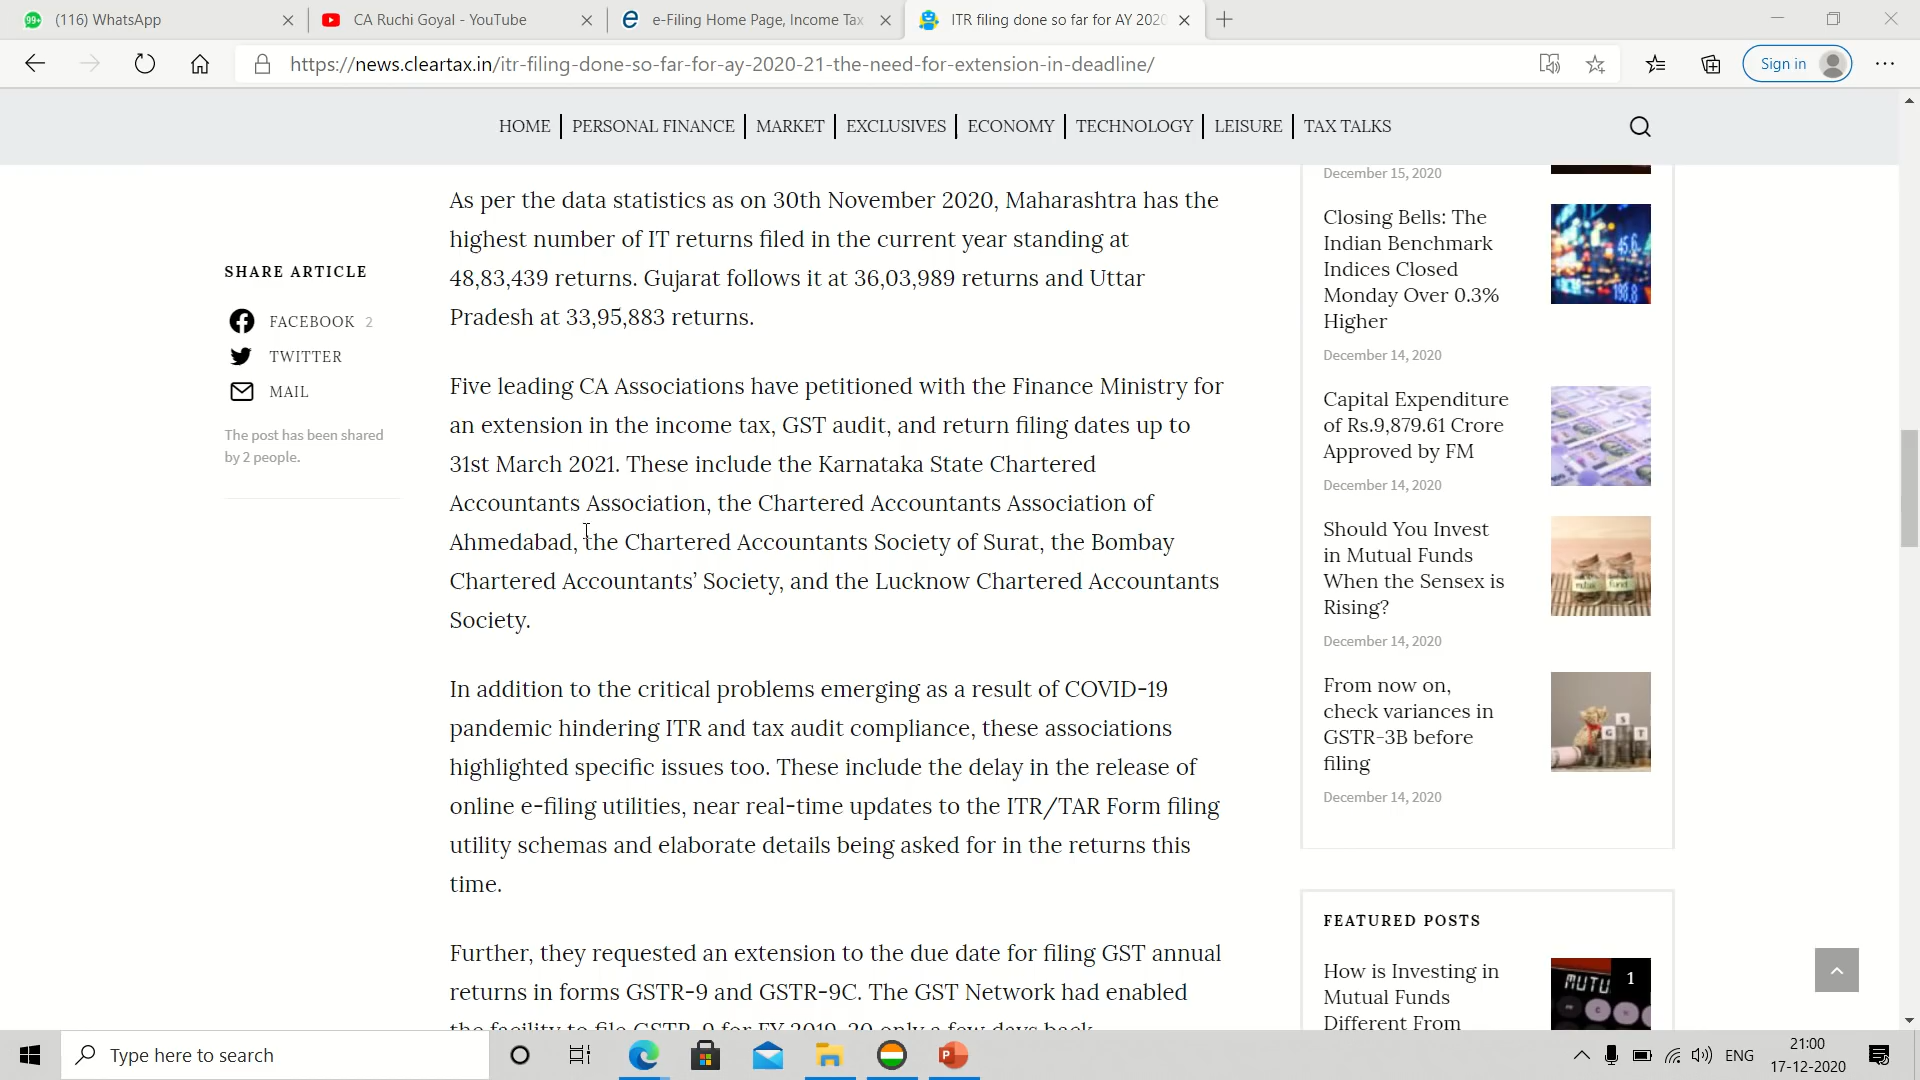 (116) WhatsApp
CA Ruchi Goyal - YouTube
e-Filing Home Page, Income Tax
ITR filing done so far for AY 2020
https://news.cleartax.in/itr-filing-done-so-far-for-ay-2020-21-the-need-for-extension-in-deadline/
Sign in
HOME
PERSONAL FINANCE
MARKET
EXCLUSIVES
ECONOMY
TECHNOLOGY
LEISURE
TAX TALKS
SHARE ARTICLE
FACEBOOK 2
TWITTER
MAIL
The post has been shared
by 2 people.
As per the data statistics as on 30th November 2020, Maharashtra has the
highest number of IT returns filed in the current year standing at
48,83,439 returns. Gujarat follows it at 36,03,989 returns and Uttar
Pradesh at 33,95,883 returns.
Five leading CA Associations have petitioned with the Finance Ministry for
an extension in the income tax, GST audit, and return filing dates up to
31st March 2021. These include the Karnataka State Chartered
Accountants Association, the Chartered Accountants Association of
Ahmedabad, the Chartered Accountants Society of Surat, the Bombay
Chartered Accountants’ Society, and the Lucknow Chartered Accountants
Society.
In addition to the critical problems emerging as a result of COVID-19
pandemic hindering ITR and tax audit compliance, these associations
highlighted specific issues too. These include the delay in the release of
online e-filing utilities, near real-time updates to the ITR/TAR Form filing
utility schemas and elaborate details being asked for in the returns this
time.
Further, they requested an extension to the due date for filing GST annual
returns in forms GSTR-9 and GSTR-9C. The GST Network had enabled
the facility to file GSTR-9 for FY 2019-20 only a few days back
December 15, 2020
Closing Bells: The
Indian Benchmark
Indices Closed
Monday Over 0.3%
Higher
December 14, 2020
Capital Expenditure
of Rs.9,879.61 Crore
Approved by FM
December 14, 2020
Should You Invest
in Mutual Funds
When the Sensex is
Rising?
December 14, 2020
From now on,
check variances in
GSTR-3B before
filing
December 14, 2020
FEATURED POSTS
How is Investing in
Mutual Funds
Different From
MUTU
1
Type here to search
ENG
21:00
17-12-2020